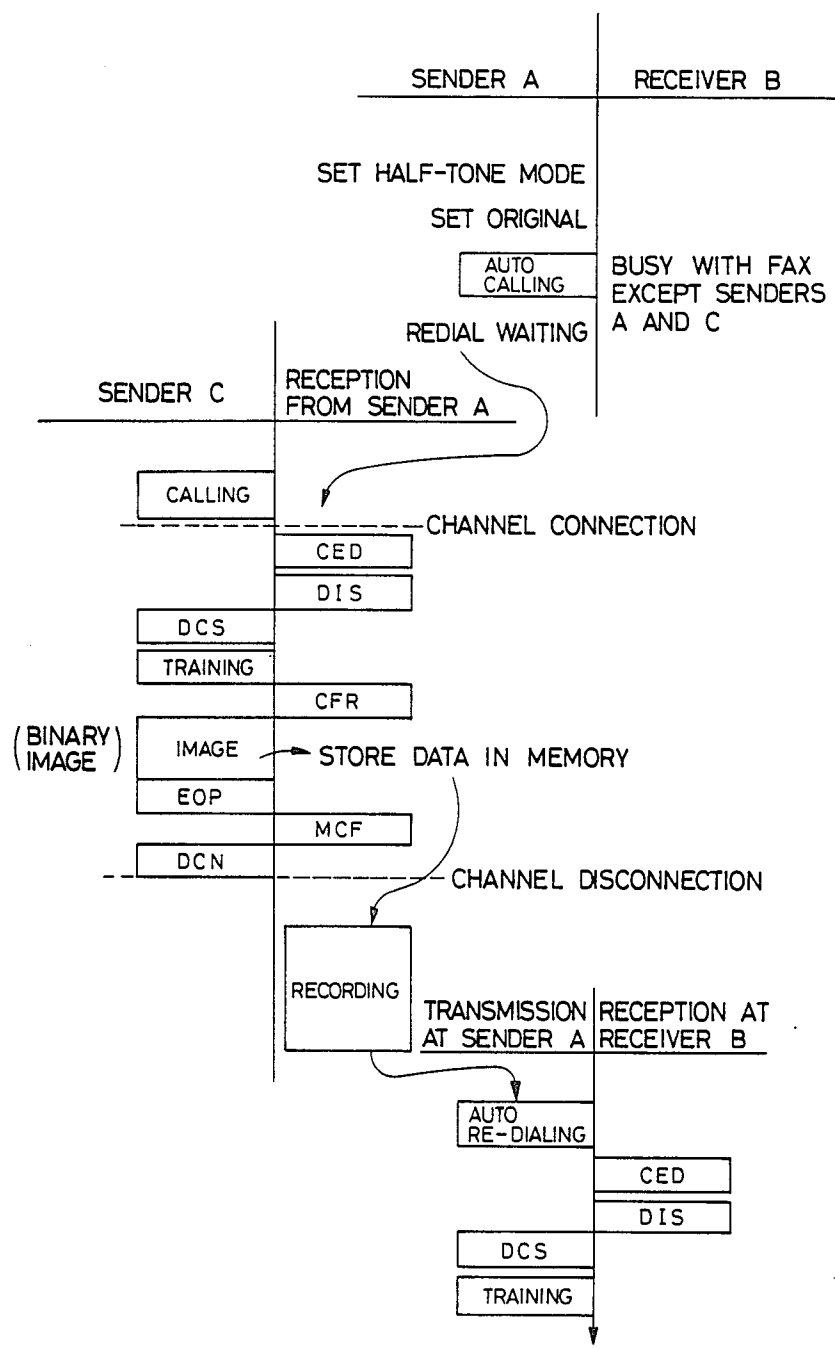 SENDER A
RECEIVER B
SET HALF-TONE MODE
SET ORIGINAL
AUTO
CALLING
BUSY WITH FAX
EXCEPT SENDERS
A AND C
REDIAL WAITING
SENDER C
RECEPTION
FROM SENDER A
CALLING
CHANNEL CONNECTION
CED
DIS
DCS
TRAINING
CFR
(BINARY
IMAGE)
IMAGE
STORE DATA IN MEMORY
EOP
MCF
DCN
CHANNEL DISCONNECTION
RECORDING
TRANSMISSION
AT SENDER A
RECEPTION AT
RECEIVER B
AUTO
RE-DIALING
CED
DIS
DCS
TRAINING